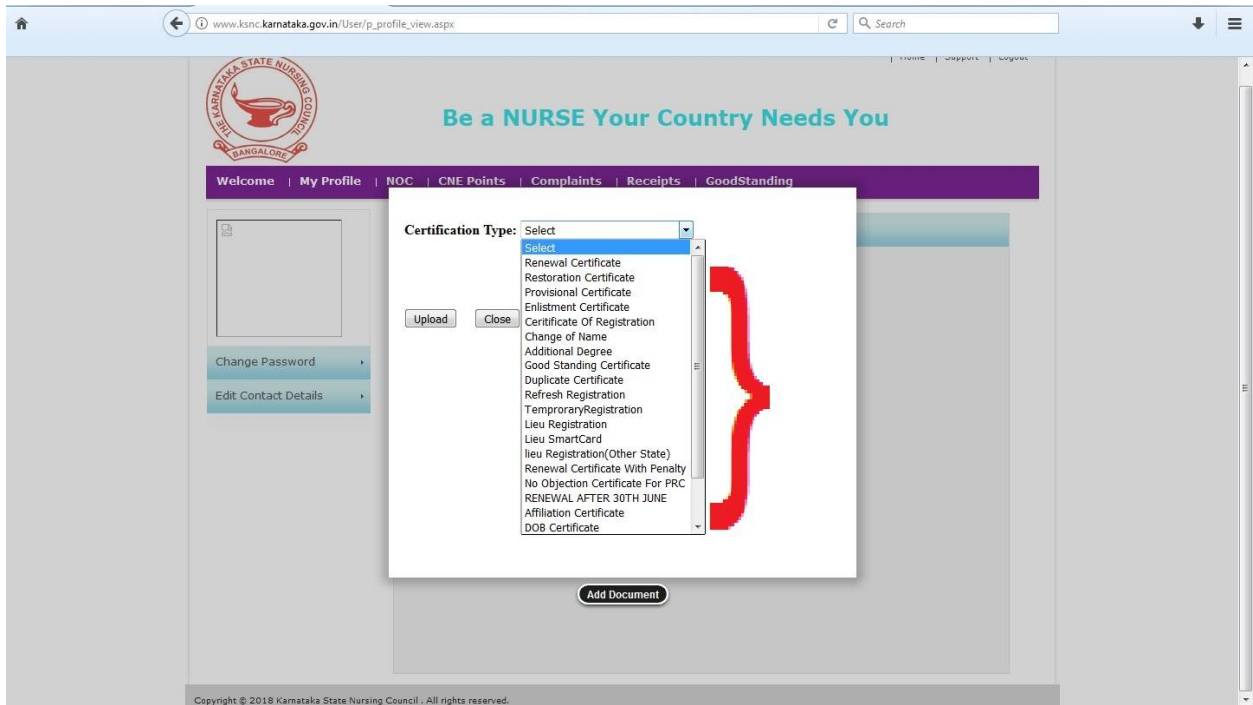 www.ksnc.karnataka.gov.in/User/p_profile_view.aspx
Search
THE KARNATAKA STATE NURSING COUNCIL
BANGALORE
| Home | Support | Logout
Be a NURSE Your Country Needs You
Welcome | My Profile | NOC | CNE Points | Complaints | Receipts | GoodStanding
Certification Type: Select
Select
Renewal Certificate
Restoration Certificate
Provisional Certificate
Enlistment Certificate
Ceritificate Of Registration
Change of Name
Additional Degree
Good Standing Certificate
Duplicate Certificate
Refresh Registration
TemproraryRegistration
Lieu Registration
Lieu SmartCard
lieu Registration(Other State)
Renewal Certificate With Penalty
No Objection Certificate For PRC
RENEWAL AFTER 30TH JUNE
Affiliation Certificate
DOB Certificate
Upload Close
Change Password
Edit Contact Details
Add Document
Copyright © 2018 Karnataka State Nursing Council . All rights reserved.